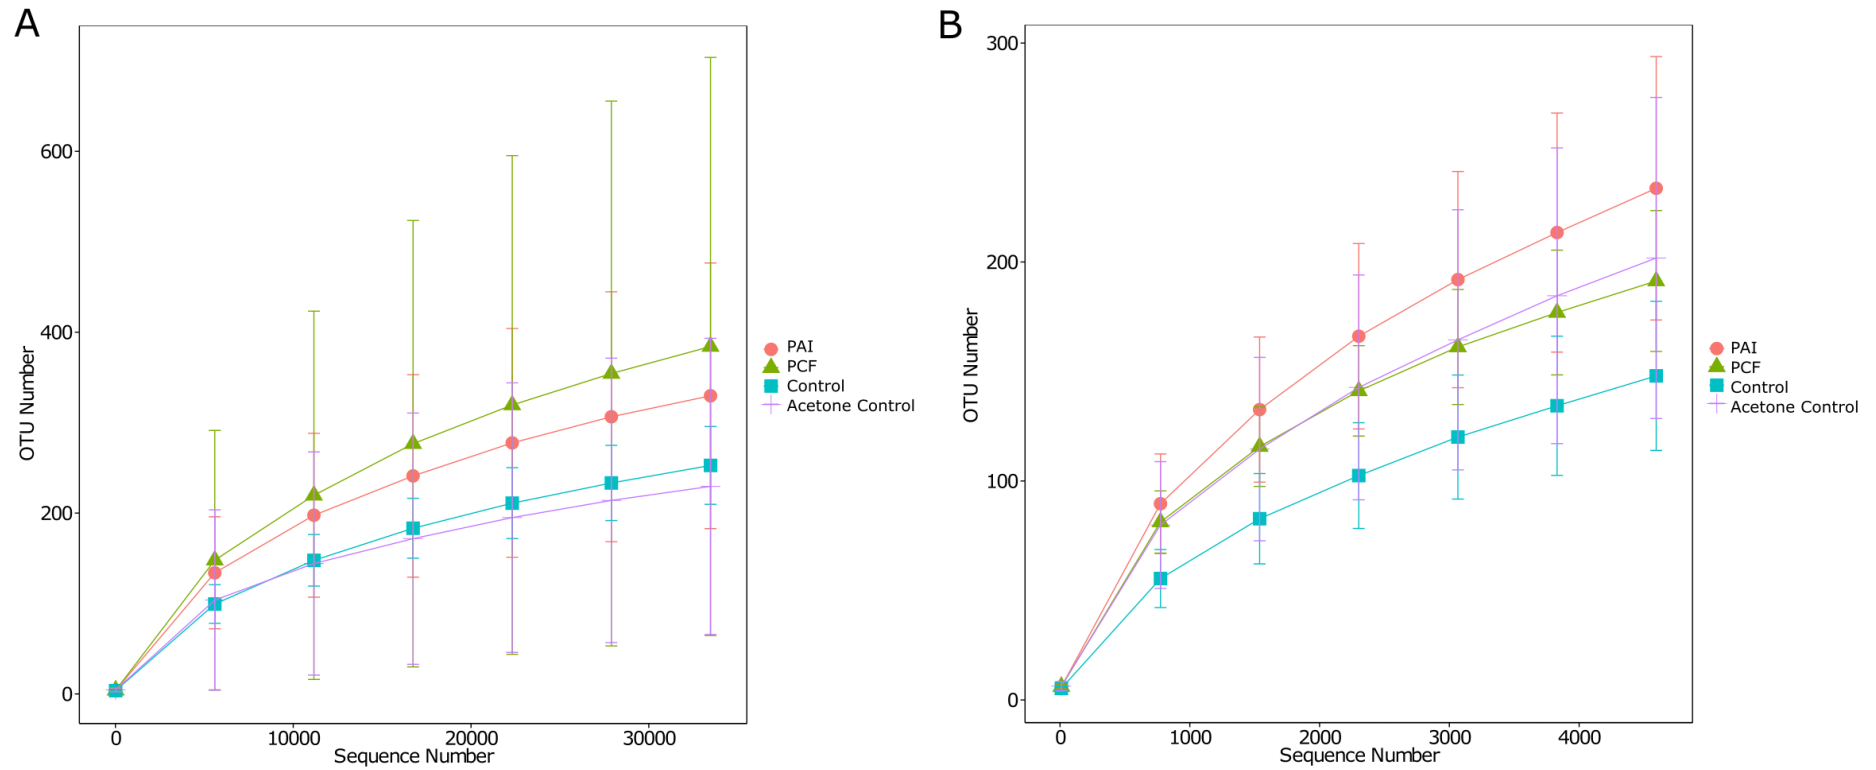 A
OTU Number
600
400
200
0
0 10000 20000 30000
Sequence Number
PAI
PCF
Control
Acetone Control
B
OTU Number
300
200
100
0
0 1000 2000 3000 4000
Sequence Number
PAI
PCF
Control
Acetone Control